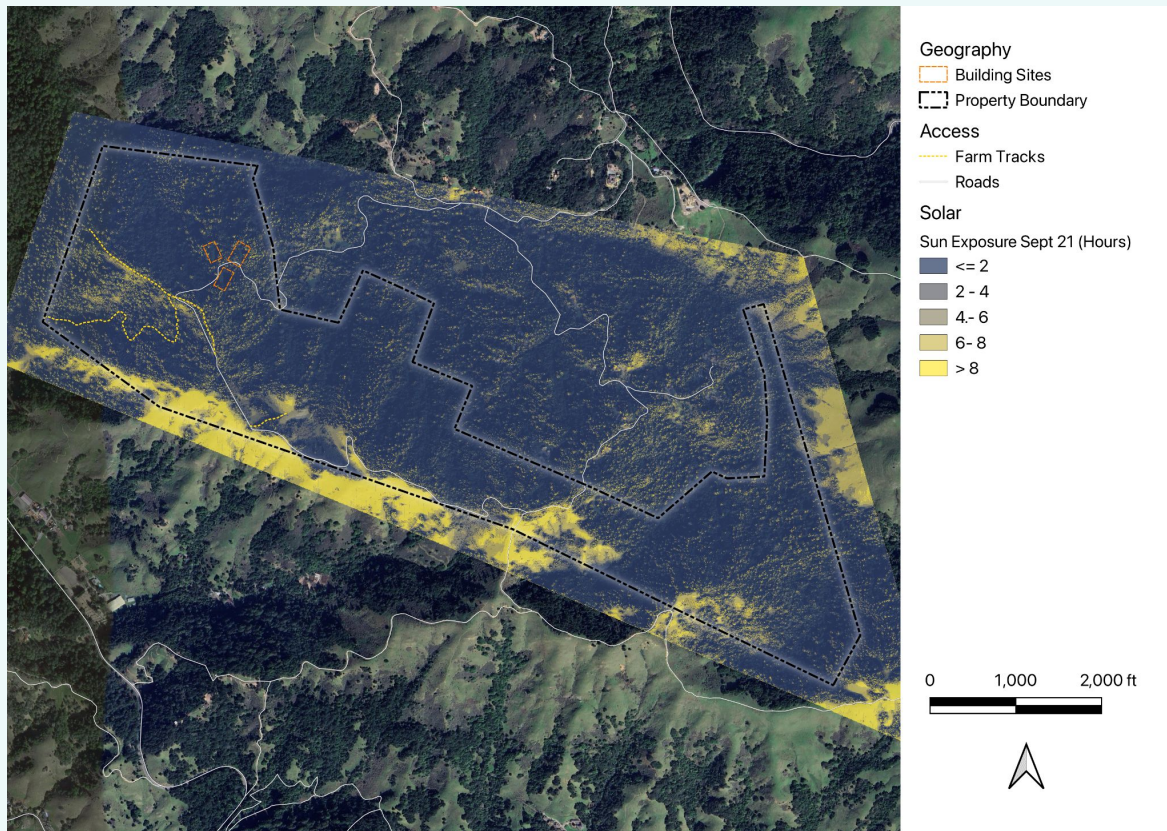 Geography
Building Sites
Property Boundary
Access
Farm Tracks
Roads
Solar
Sun Exposure Sept 21 (Hours)
<= 2
2 - 4
4.- 6
6- 8
> 8
0 1,000 2,000 ft